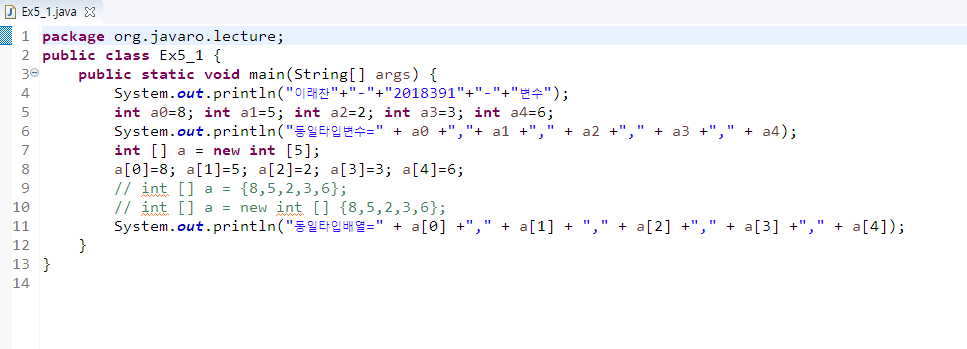 Ex5_1.java
1 package org.javaro.lecture;
2 public class Ex5_1 {
3 public static void main(String[] args) {
4 System.out.println("이래찬"+"-"+"2018391"+"-"+"변수");
5 int a0=8; int a1=5; int a2=2; int a3=3; int a4=6;
6 System.out.println("동일타입변수=" + a0 +","+ a1 +"," + a2 +"," + a3 +"," + a4);
7 int [] a = new int [5];
8 a[0]=8; a[1]=5; a[2]=2; a[3]=3; a[4]=6;
9 // int [] a = {8,5,2,3,6};
10 // int [] a = new int [] {8,5,2,3,6};
11 System.out.println("동일타입배열=" + a[0] +"," + a[1] + "," + a[2] +"," + a[3] +"," + a[4]);
12 }
13 }
14